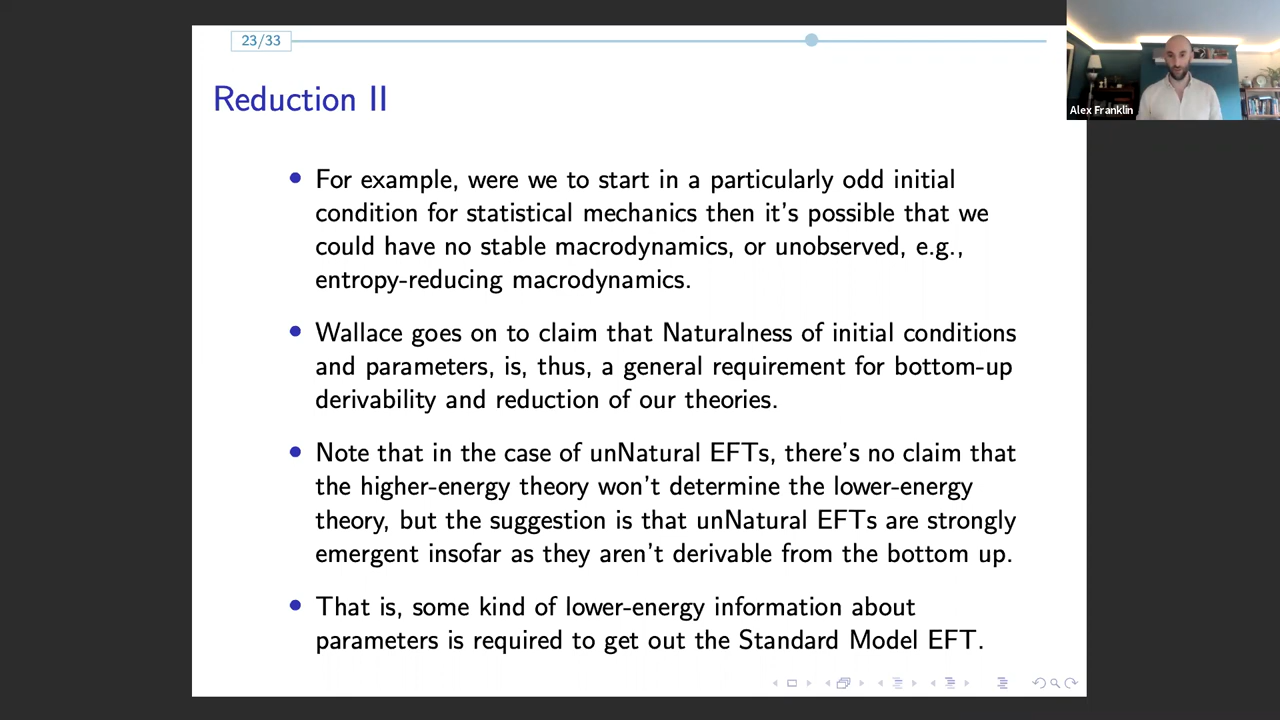 23/33
Alex Franklin
Reduction II
For example, were we to start in a particularly odd initial
condition for statistical mechanics then it's possible that we
could have no stable macrodynamics, or unobserved, e.g.,
entropy-reducing macrodynamics.
Wallace goes on to claim that Naturalness of initial conditions
and parameters, is, thus, a general requirement for bottom-up
derivability and reduction of our theories.
Note that in the case of unNatural EFTs, there's no claim that
the higher-energy theory won't determine the lower-energy
theory, but the suggestion is that unNatural EFTs are strongly
emergent insofar as they aren't derivable from the bottom up.
That is, some kind of lower-energy information about
parameters is required to get out the Standard Model EFT.